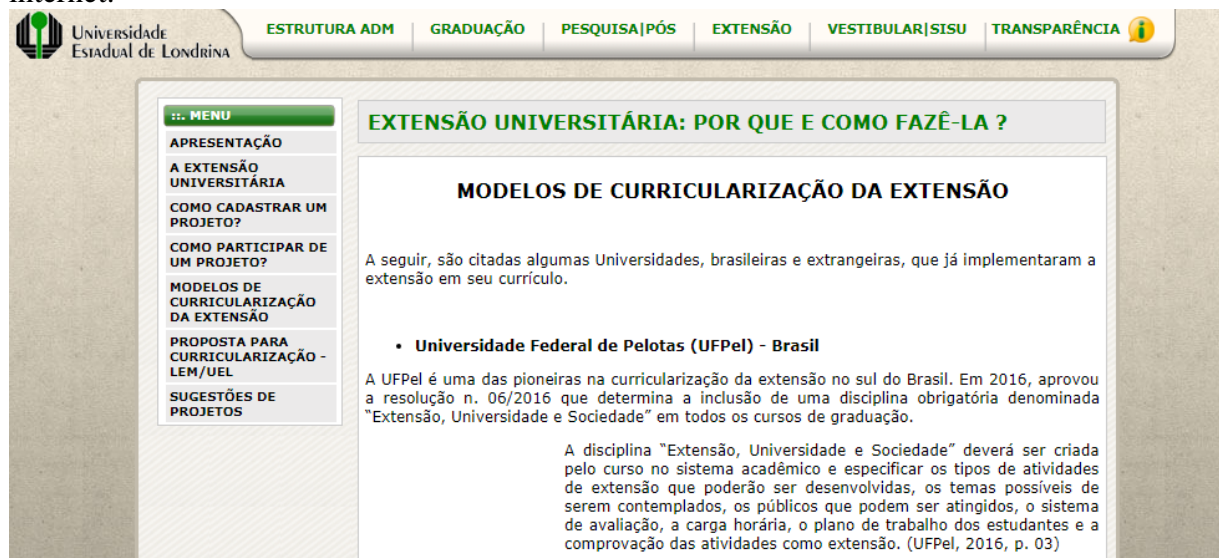 internet.
Universidade
Estadual de Londrina
ESTRUTURA ADM
GRADUAÇÃO
PESQUISA|PÓS
EXTENSÃO
VESTIBULAR|SISU
TRANSPARÊNCIA
::. MENU
APRESENTAÇÃO
A EXTENSÃO
UNIVERSITÁRIA
COMO CADASTRAR UM
PROJETO?
COMO PARTICIPAR DE
UM PROJETO?
MODELOS DE
CURRICULARIZAÇÃO
DA EXTENSÃO
PROPOSTA PARA
CURRICULARIZAÇÃO -
LEM/UEL
SUGESTÕES DE
PROJETOS
EXTENSÃO UNIVERSITÁRIA: POR QUE E COMO FAZÊ-LA ?
MODELOS DE CURRICULARIZAÇÃO DA EXTENSÃO
A seguir, são citadas algumas Universidades, brasileiras e extrangeiras, que já implementaram a
extensão em seu currículo.
• Universidade Federal de Pelotas (UFPel) - Brasil
A UFPel é uma das pioneiras na curricularização da extensão no sul do Brasil. Em 2016, aprovou
a resolução n. 06/2016 que determina a inclusão de uma disciplina obrigatória denominada
“Extensão, Universidade e Sociedade” em todos os cursos de graduação.
A disciplina “Extensão, Universidade e Sociedade” deverá ser criada
pelo curso no sistema acadêmico e especificar os tipos de atividades
de extensão que poderão ser desenvolvidas, os temas possíveis de
serem contemplados, os públicos que podem ser atingidos, o sistema
de avaliação, a carga horária, o plano de trabalho dos estudantes e a
comprovação das atividades como extensão. (UFPel, 2016, p. 03)